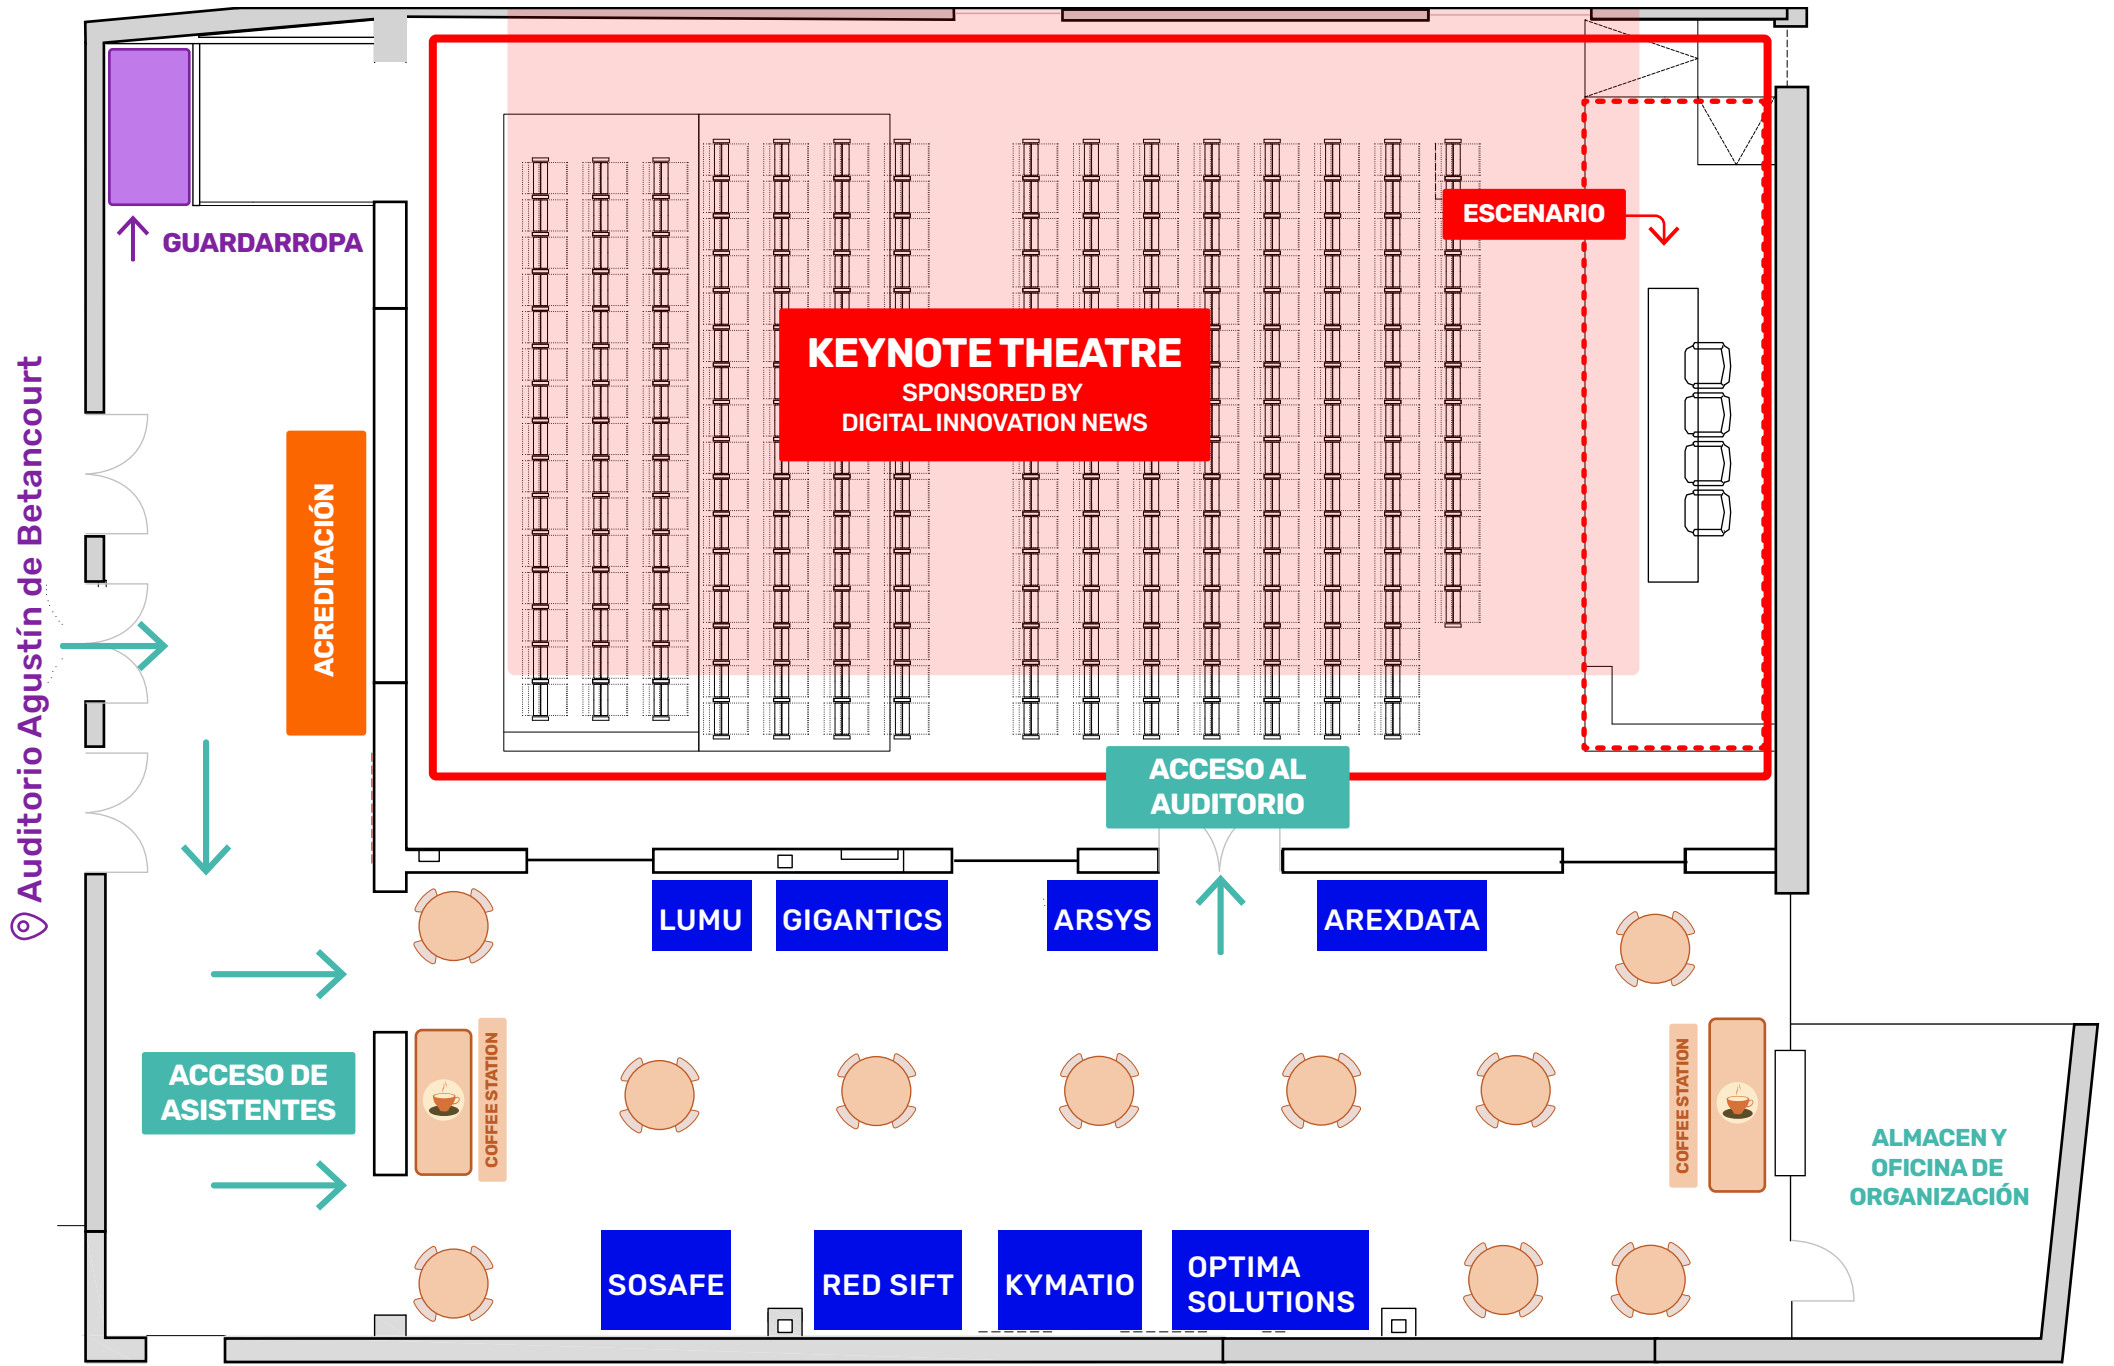 GUARDARROPA
ESCENARIO
KEYNOTE THEATRE
SPONSORED BY
DIGITAL INNOVATION NEWS
Auditorio Agustín de Betancourt
ACREDITACIÓN
ACCESO AL
AUDITORIO
LUMU
GIGANTICS
ARSYS
AREXDATA
ACCESO DE
ASISTENTES
COFFEE STATION
COFFEE STATION
ALMACEN Y
OFICINA DE
ORGANIZACIÓN
SOSAFE
RED SIFT
KYMATIO
OPTIMA
SOLUTIONS